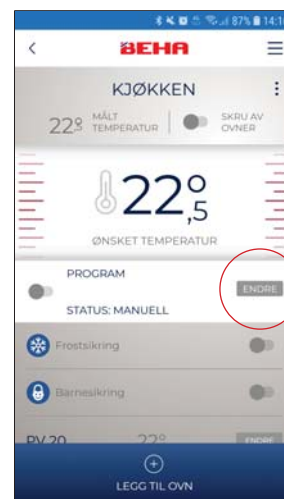 87% 14:1
BEHA
KJØKKEN
22,5° MÅLT TEMPERATUR SKRU AV OVNER
22,5°
ØNSKET TEMPERATUR
PROGRAM
ENDRE
STATUS: MANUELL
Frostsikring
Barnesikring
PV 20 22° ENDRE
LEGG TIL OVN